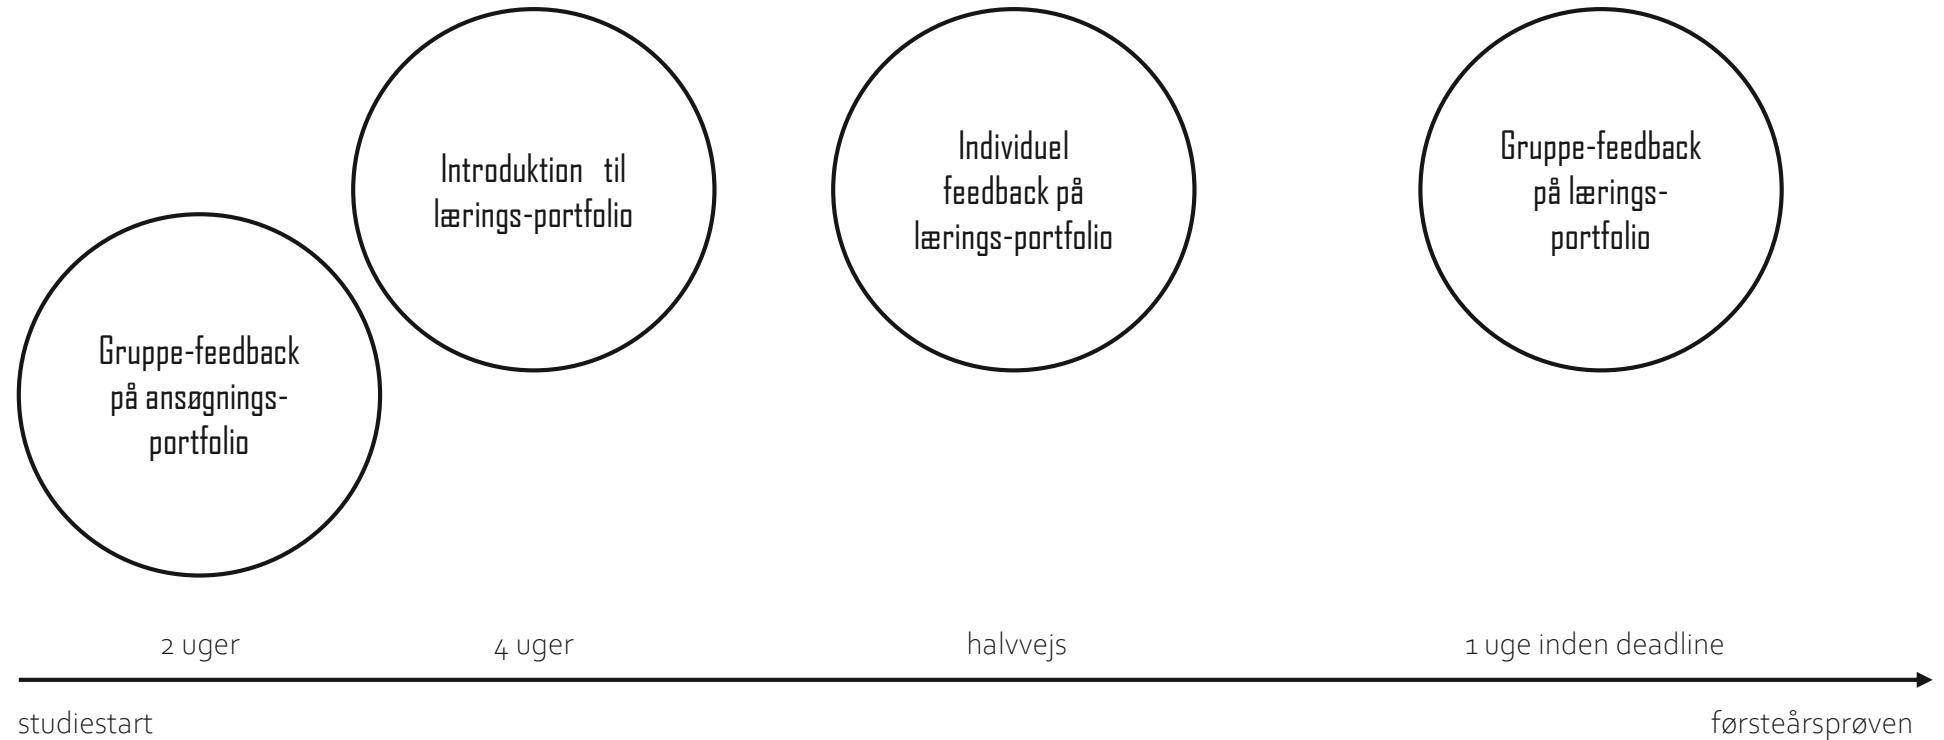 Gruppe-feedback
på ansøgnings-
portfolio
Introduktion til
lærings-portfolio
Individuel
feedback på
lærings-portfolio
Gruppe-feedback
på lærings-
portfolio
2 uger
4 uger
halvvejs
1 uge inden deadline
studiestart
førsteårsprøven